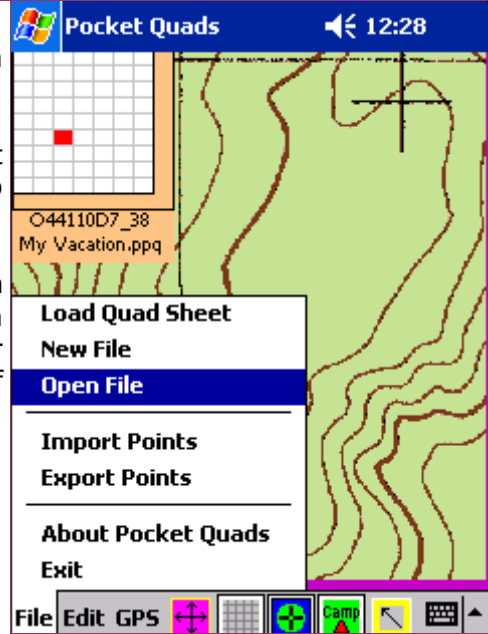 Pocket Quads 12:28
O44110D7_38
My Vacation.ppq
Load Quad Sheet
New File
Open File
Import Points
Export Points
About Pocket Quads
Exit
File Edit GPS Camp